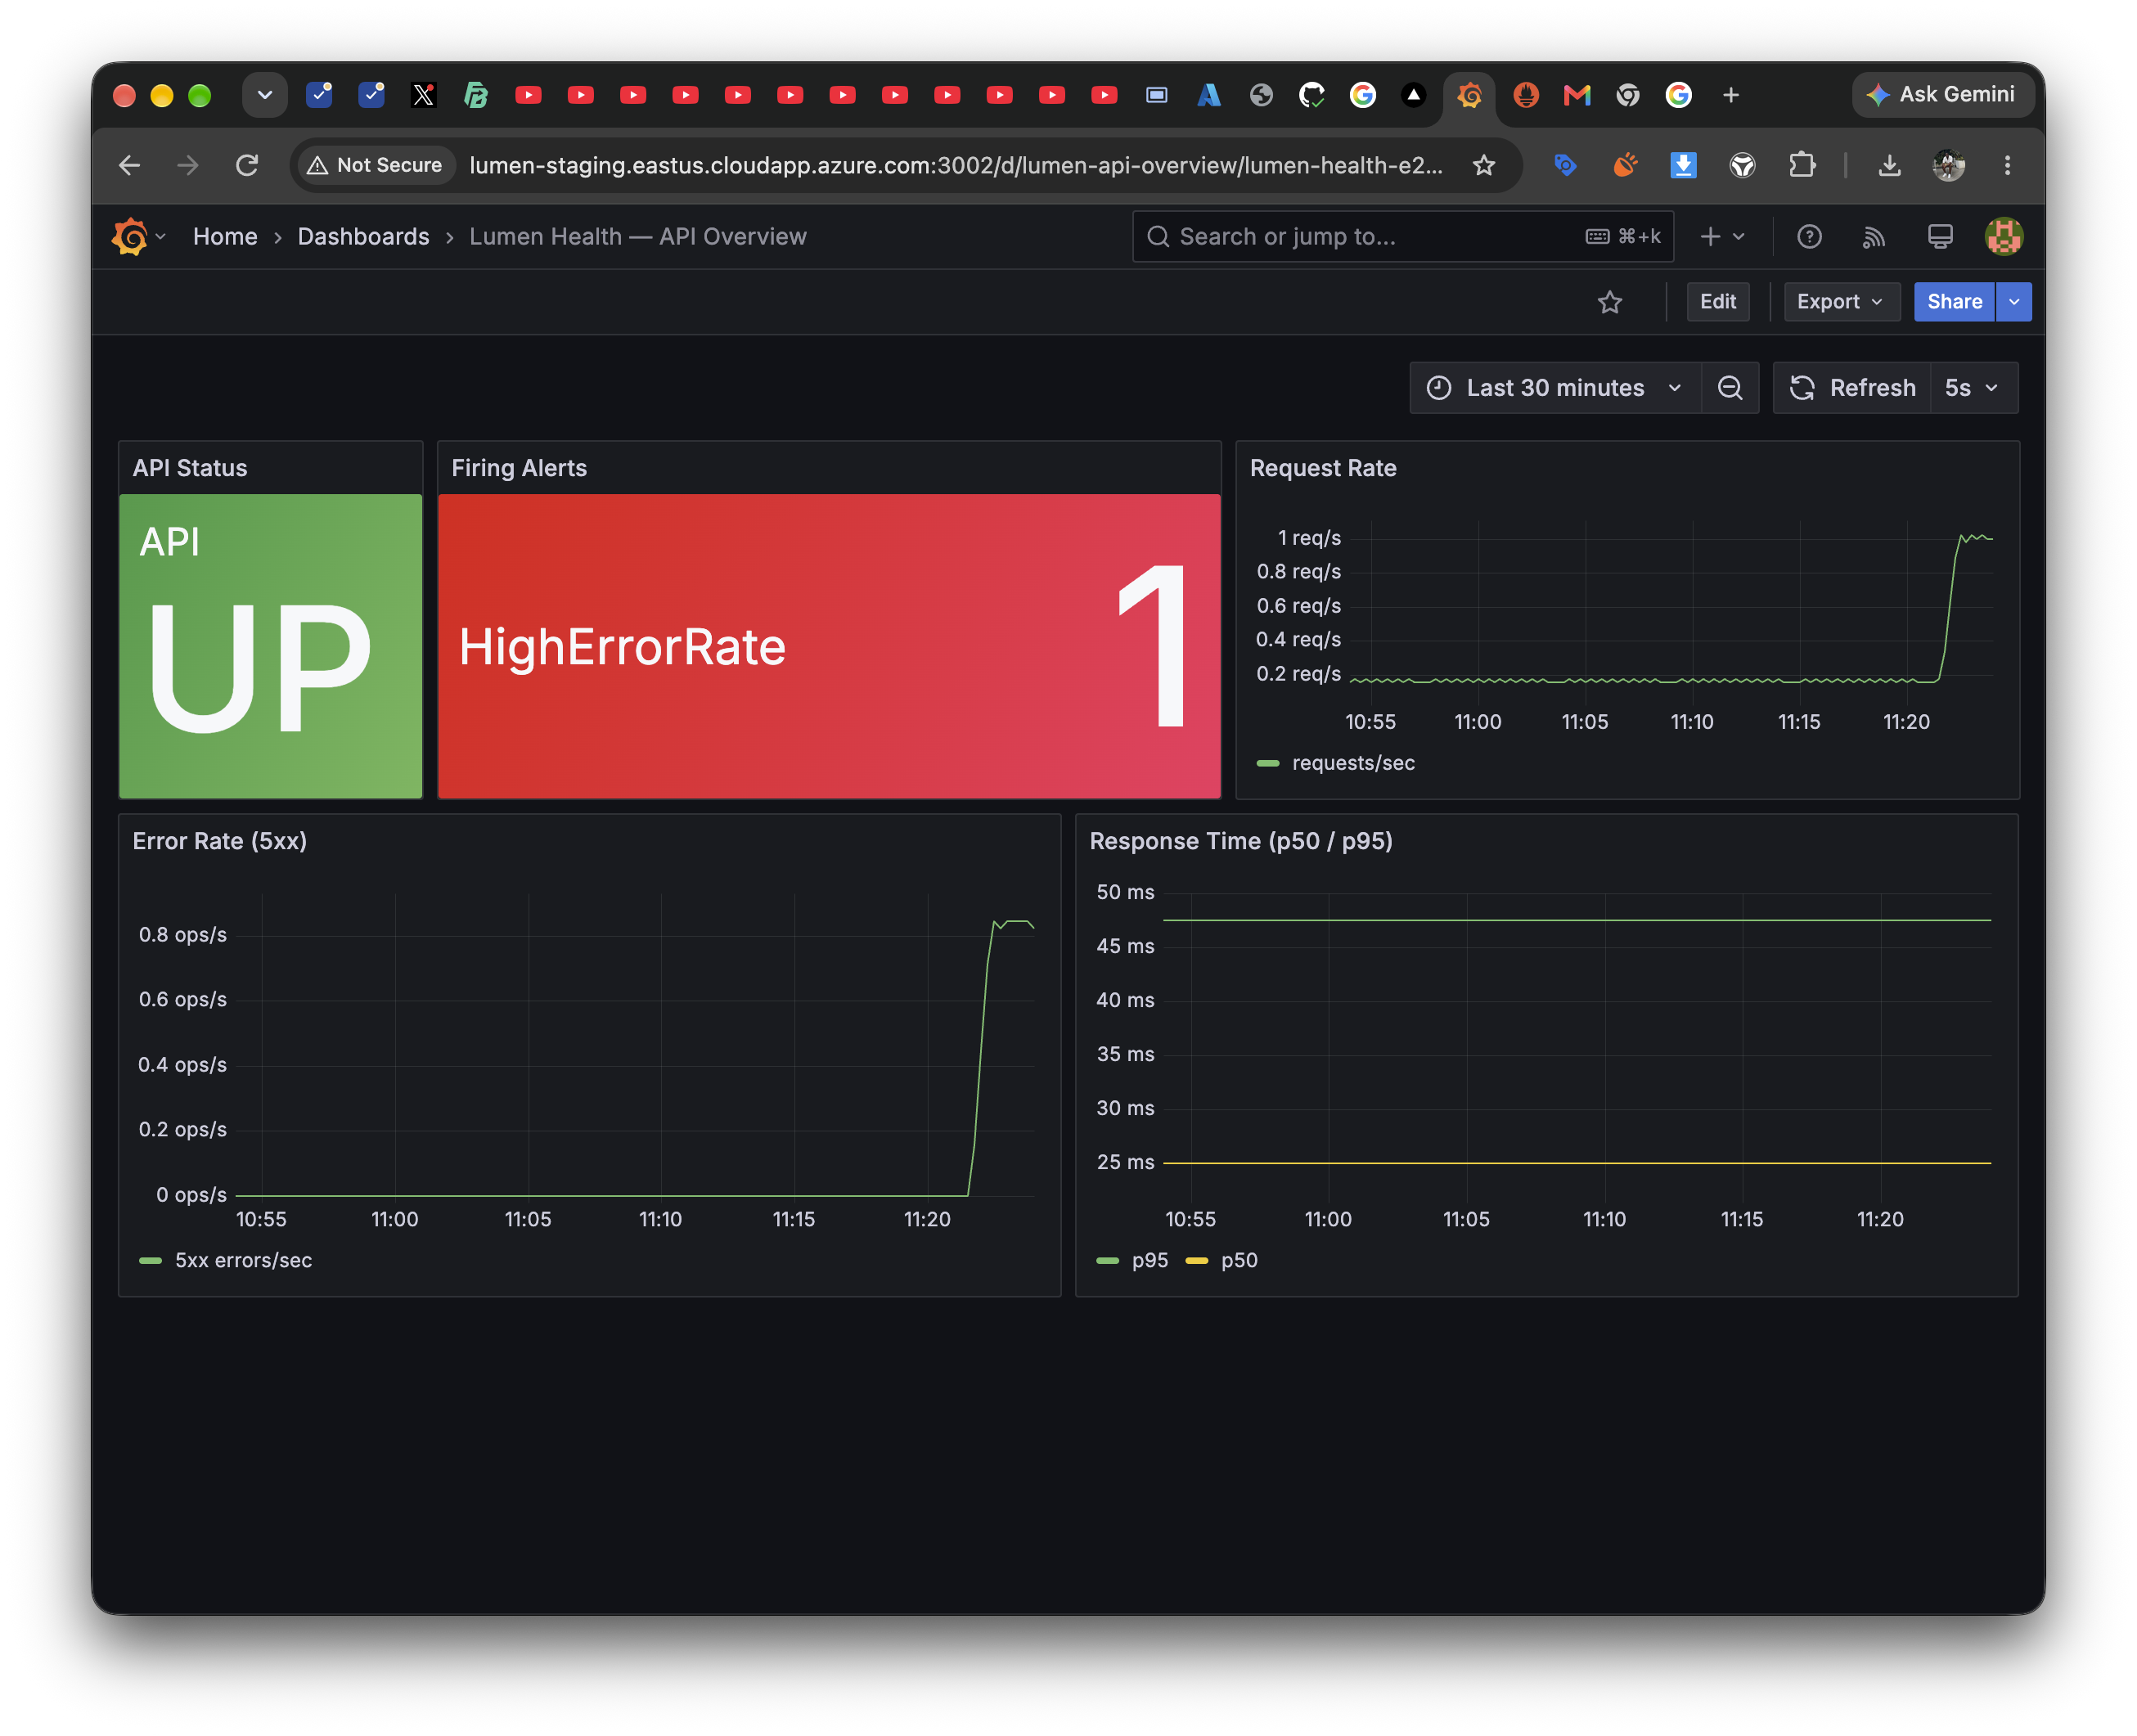 Ask Gemini
Not Secure
lumen-staging.eastus.cloudapp.azure.com:3002/d/lumen-api-overview/lumen-health-e2...
Home › Dashboards › Lumen Health — API Overview
Search or jump to...
⌘+k
Edit
Export
Share
Last 30 minutes
Refresh
5s
API Status
API
UP
Firing Alerts
HighErrorRate
1
Request Rate
1 req/s
0.8 req/s
0.6 req/s
0.4 req/s
0.2 req/s
10:55 11:00 11:05 11:10 11:15 11:20
requests/sec
Error Rate (5xx)
0.8 ops/s
0.6 ops/s
0.4 ops/s
0.2 ops/s
0 ops/s
10:55 11:00 11:05 11:10 11:15 11:20
5xx errors/sec
Response Time (p50 / p95)
50 ms
45 ms
40 ms
35 ms
30 ms
25 ms
10:55 11:00 11:05 11:10 11:15 11:20
p95 p50